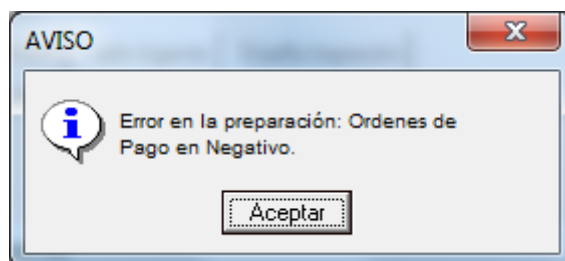 AVISO
Error en la preparación: Ordenes de
Pago en Negativo.
Aceptar